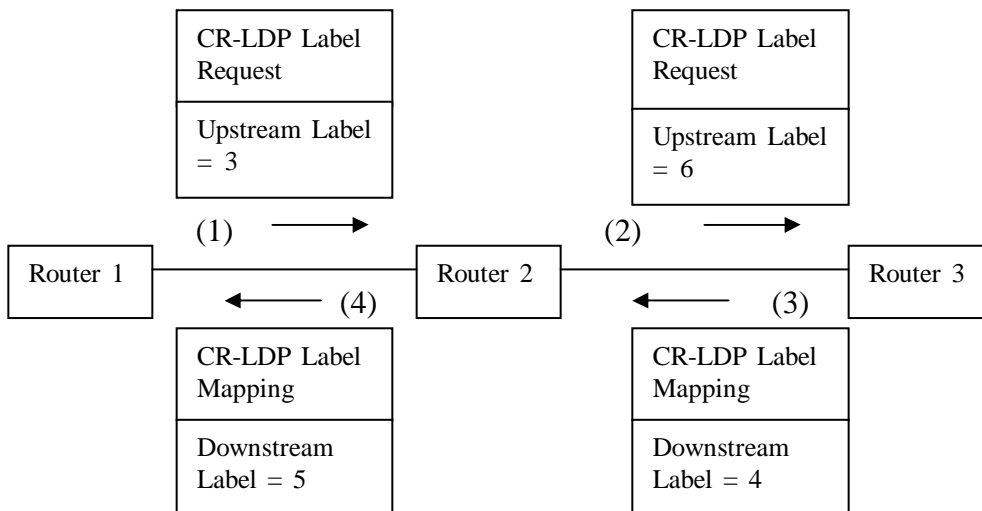 CR-LDP Label
Request
Upstream Label
= 3
CR-LDP Label
Request
Upstream Label
= 6
(1)
(2)
Router 1
Router 2
Router 3
(4)
(3)
CR-LDP Label
Mapping
Downstream
Label = 5
CR-LDP Label
Mapping
Downstream
Label = 4